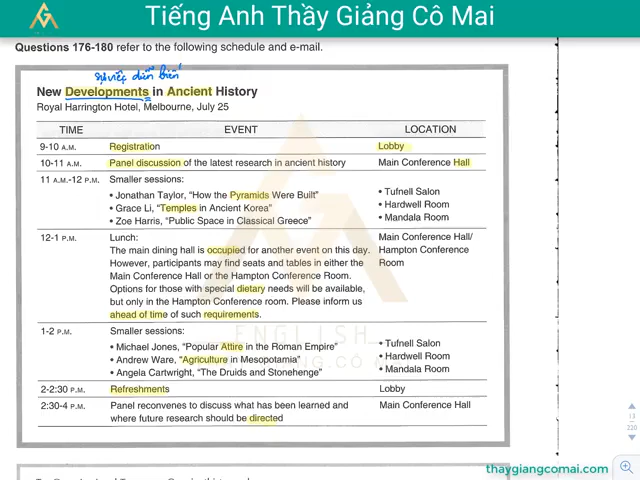 Tiếng Anh Thầy Giảng Cô Mai
Questions 176-180 refer to the following schedule and e-mail.
sự việc diễn biến
New Developments in Ancient History
Royal Harrington Hotel, Melbourne, July 25
TIME EVENT LOCATION
9-10 A.M. Registration Lobby
10-11 A.M. Panel discussion of the latest research in ancient history Main Conference Hall
11 A.M.-12 P.M. Smaller sessions:
• Jonathan Taylor, "How the Pyramids Were Built" • Tufnell Salon
• Grace Li, "Temples in Ancient Korea" • Hardwell Room
• Zoe Harris, "Public Space in Classical Greece" • Mandala Room
12-1 P.M. Lunch: Main Conference Hall/
The main dining hall is occupied for another event on this day. Hampton Conference
However, participants may find seats and tables in either the Room
Main Conference Hall or the Hampton Conference Room.
Options for those with special dietary needs will be available,
but only in the Hampton Conference room. Please inform us
ahead of time of such requirements.
ENGLISH
1-2 P.M. Smaller sessions:
• Michael Jones, "Popular Attire in the Roman Empire" • Tufnell Salon
• Andrew Ware, "Agriculture in Mesopotamia" • Hardwell Room
• Angela Cartwright, "The Druids and Stonehenge" • Mandala Room
2-2:30 P.M. Refreshments Lobby
2:30-4 P.M. Panel reconvenes to discuss what has been learned and Main Conference Hall
where future research should be directed
13
220
thaygiangcomai.com